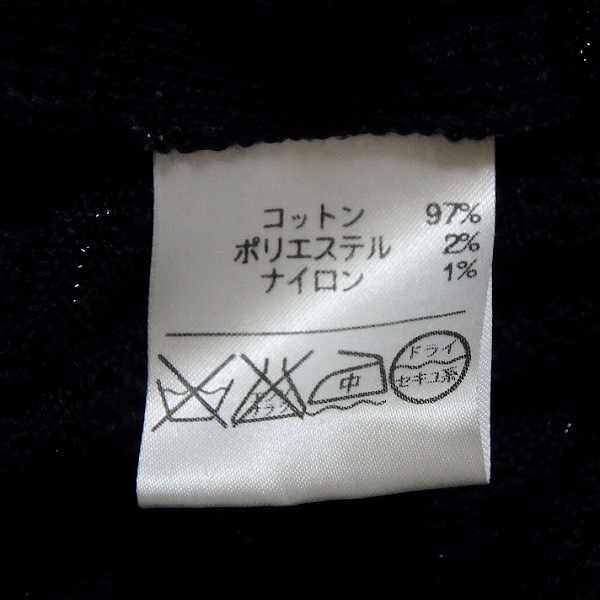 コットン 97%
ポリエステル 2%
ナイロン 1%
中
ドライ
セキユ系